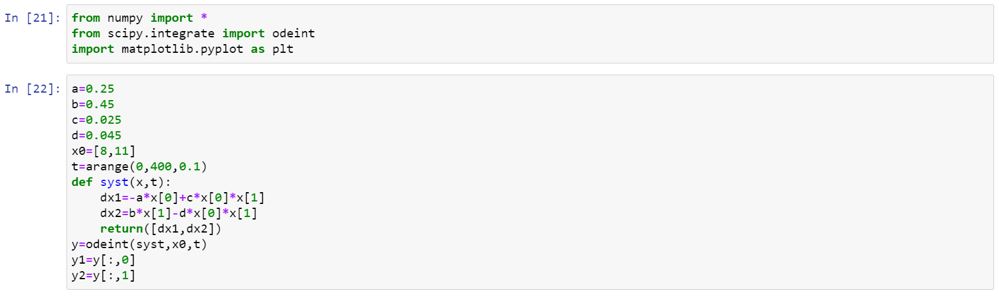 In [21]: from numpy import *
from scipy.integrate import odeint
import matplotlib.pyplot as plt
In [22]: a=0.25
b=0.45
c=0.025
d=0.045
x0=[8,11]
t=arange(0,400,0.1)
def syst(x,t):
    dx1=-a*x[0]+c*x[0]*x[1]
    dx2=b*x[1]-d*x[0]*x[1]
    return([dx1,dx2])
y=odeint(syst,x0,t)
y1=y[:,0]
y2=y[:,1]